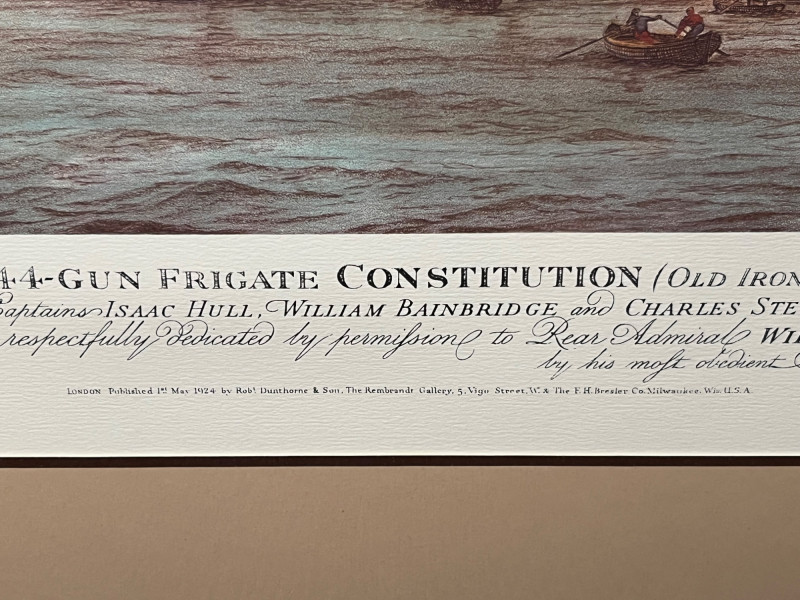 44-GUN FRIGATE CONSTITUTION (OLD IRON
Captains ISAAC HULL, WILLIAM BAINBRIDGE and CHARLES STE
respectfully Dedicated by permission to Rear Admiral WIL
by his most obedient
LONDON Published 1st May 1924 by Robt Dunthorne & Son, The Rembrandt Gallery, 5, Vigo Street, W. & The F. H. Bresler Co. Milwaukee, Wis. U.S.A.